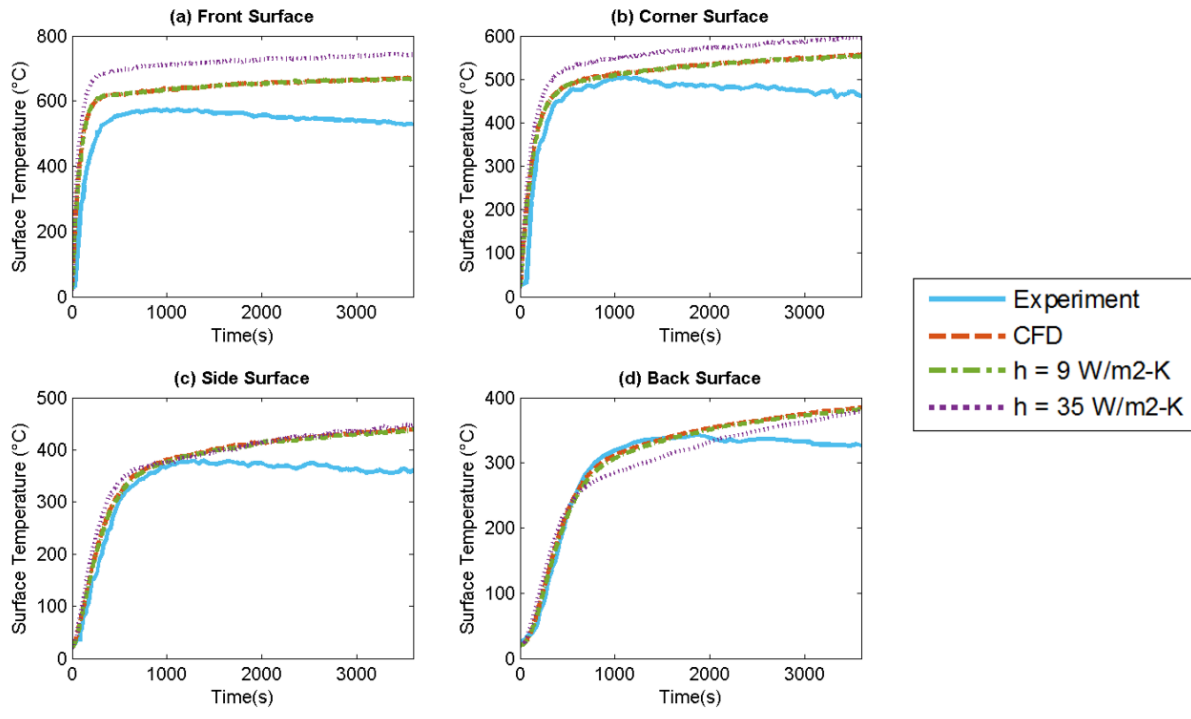 (a) Front Surface
Surface Temperature (°C)
800
600
400
200
0
0 1000 2000 3000
Time(s)
(b) Corner Surface
Surface Temperature (°C)
600
500
400
300
200
100
0
0 1000 2000 3000
Time(s)
(c) Side Surface
Surface Temperature (°C)
500
400
300
200
100
0
0 1000 2000 3000
Time(s)
(d) Back Surface
Surface Temperature (°C)
400
300
200
100
0
0 1000 2000 3000
Time(s)
Experiment
CFD
h = 9 W/m2-K
h = 35 W/m2-K